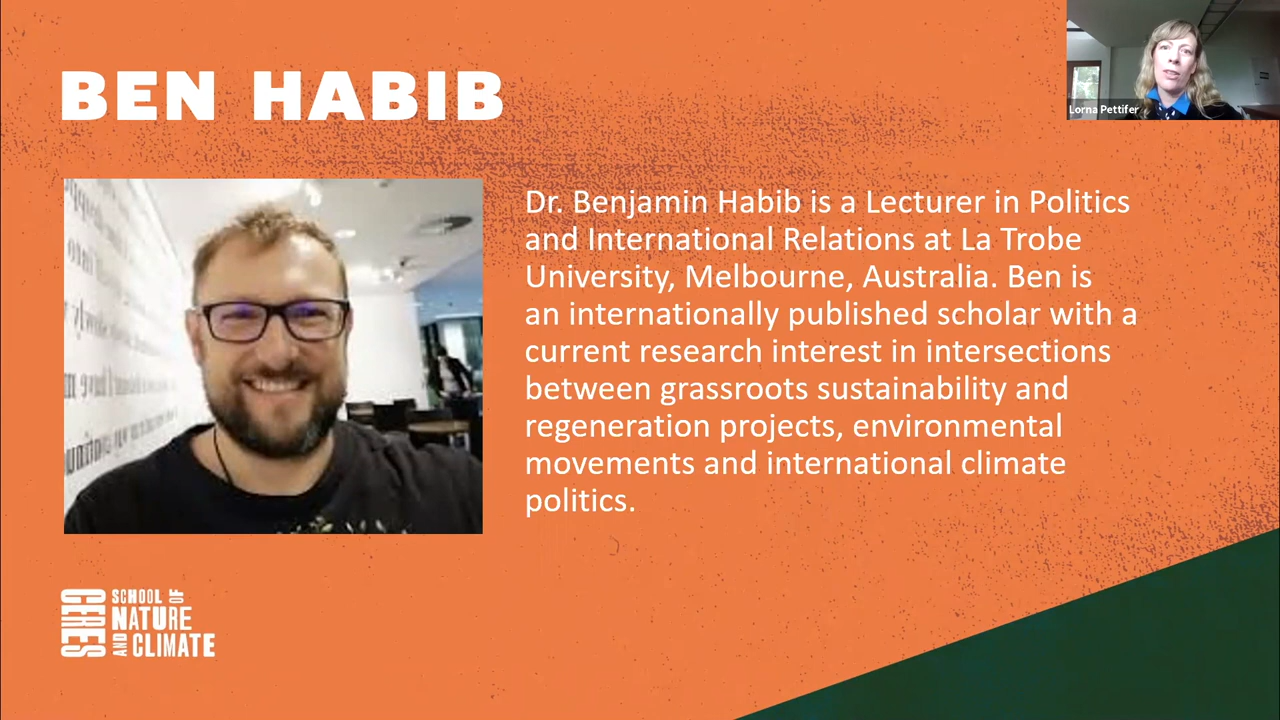 BEN HABIB
Lorna Pettifer
Dr. Benjamin Habib is a Lecturer in Politics
and International Relations at La Trobe
University, Melbourne, Australia. Ben is
an internationally published scholar with a
current research interest in intersections
between grassroots sustainability and
regeneration projects, environmental
movements and international climate
politics.
CERES
SCHOOL OF
NATURE
AND CLIMATE